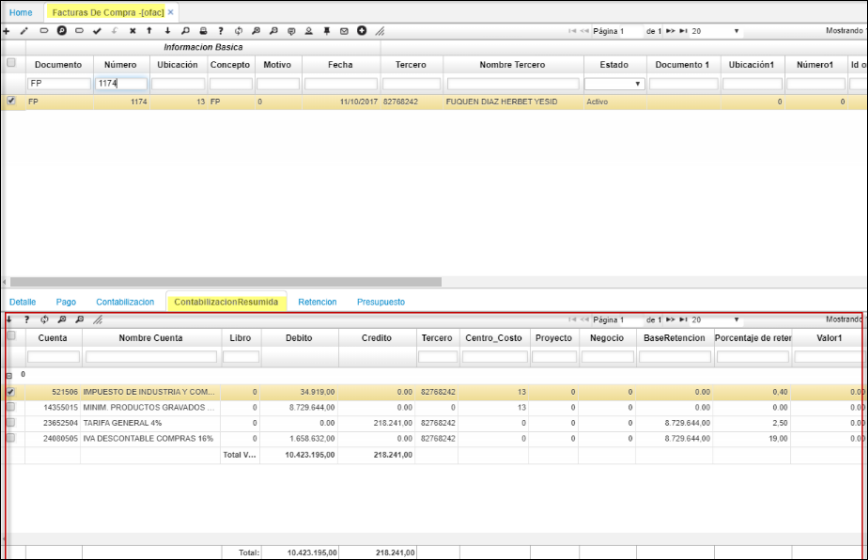 Home Facturas De Compra -[ofac] ×
Página 1 de 1 20 Mostrando
Informacion Basica
Documento Número Ubicación Concepto Motivo Fecha Tercero Nombre Tercero Estado Documento 1 Ubicación1 Número1 Id o
FP 1174
FP 1174 13 FP 0 11/10/2017 82768242 FUQUEN DIAZ HERBET YESID Activo 0 0
Detalle Pago Contabilizacion ContabilizacionResumida Retencion Presupuesto
Página 1 de 1 20 Mostrando
Cuenta Nombre Cuenta Libro Debito Credito Tercero Centro_Costo Proyecto Negocio BaseRetencion Porcentaje de reter Valor1
0
521506 IMPUESTO DE INDUSTRIA Y COM... 0 34.919,00 0.00 82768242 13 0 0 0.00 0,40 0.00
14355015 MINIM. PRODUCTOS GRAVADOS ... 0 8.729.644,00 0.00 0 13 0 0 0.00 0.00 0.00
23652504 TARIFA GENERAL 4% 0 0.00 218.241,00 82768242 0 0 0 8.729.644,00 2,50 0.00
24080505 IVA DESCONTABLE COMPRAS 16% 0 1.658.632,00 0.00 82768242 0 0 0 8.729.644,00 19,00 0.00
Total V... 10.423.195,00 218.241,00
Total: 10.423.195,00 218.241,00